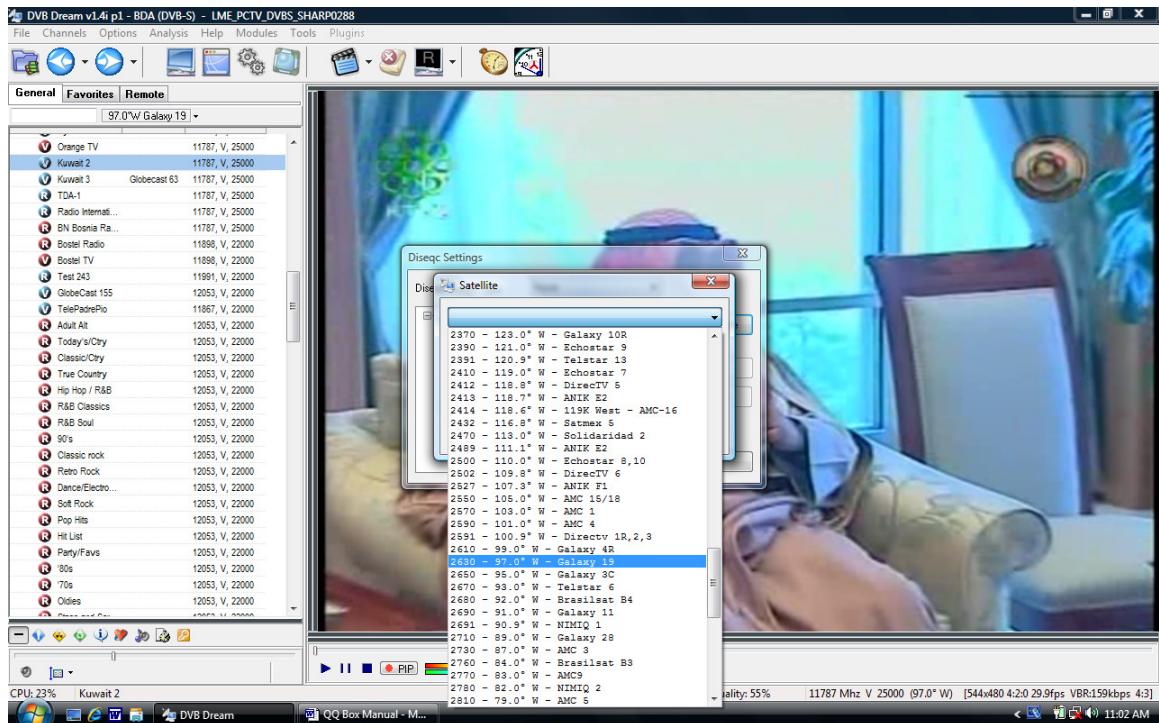 DVB Dream v1.4i p1 - BDA (DVB-S) - LME_PCTV_DVBS_SHARP0288
File Channels Options Analysis Help Modules Tools Plugins
General Favorites Remote
97.0°W Galaxy 19
Orange TV 11787, V, 25000
Kuwait 2 11787, V, 25000
Kuwait 3 Globecast 63 11787, V, 25000
TDA-1 11787, V, 25000
Radio Internati... 11787, V, 25000
BN Bosnia Ra... 11787, V, 25000
Bostel Radio 11898, V, 22000
Bostel TV 11898, V, 22000
Test 243 11991, V, 22000
GlobeCast 155 12053, V, 22000
TelePadrePio 11867, V, 22000
Adult Alt 12053, V, 22000
Today's/Ctry 12053, V, 22000
Classic/Ctry 12053, V, 22000
True Country 12053, V, 22000
Hip Hop / R&B 12053, V, 22000
R&B Classics 12053, V, 22000
R&B Soul 12053, V, 22000
90's 12053, V, 22000
Classic rock 12053, V, 22000
Retro Rock 12053, V, 22000
Dance/Electro... 12053, V, 22000
Soft Rock 12053, V, 22000
Pop Hits 12053, V, 22000
Hit List 12053, V, 22000
Party/Favs 12053, V, 22000
'80s 12053, V, 22000
'70s 12053, V, 22000
Oldies 12053, V, 22000
Diseqc Settings
Dise
Satellite
2370 - 123.0° W - Galaxy 10R
2390 - 121.0° W - Echostar 9
2391 - 120.9° W - Telstar 13
2410 - 119.0° W - Echostar 7
2412 - 118.8° W - DirecTV 5
2413 - 118.7° W - ANIK E2
2414 - 118.6° W - 119K West - AMC-16
2432 - 116.8° W - Satmex 5
2470 - 113.0° W - Solidaridad 2
2489 - 111.1° W - ANIK E2
2500 - 110.0° W - Echostar 8,10
2502 - 109.8° W - DirecTV 6
2527 - 107.3° W - ANIK F1
2550 - 105.0° W - AMC 15/18
2570 - 103.0° W - AMC 1
2590 - 101.0° W - AMC 4
2591 - 100.9° W - Directv 1R,2,3
2610 - 99.0° W - Galaxy 4R
2630 - 97.0° W - Galaxy 19
2650 - 95.0° W - Galaxy 3C
2670 - 93.0° W - Telstar 6
2680 - 92.0° W - Brasilsat B4
2690 - 91.0° W - Galaxy 11
2691 - 90.9° W - NIMIQ 1
2710 - 89.0° W - Galaxy 28
2730 - 87.0° W - AMC 3
2760 - 84.0° W - Brasilsat B3
2770 - 83.0° W - AMC9
2780 - 82.0° W - NIMIQ 2
2810 - 79.0° W - AMC 5
PIP
CPU: 23% Kuwait 2 ality: 55% 11787 Mhz V 25000 (97.0° W) [544x480 4:2:0 29.9fps VBR:159kbps 4:3]
DVB Dream QQ Box Manual - M... 11:02 AM